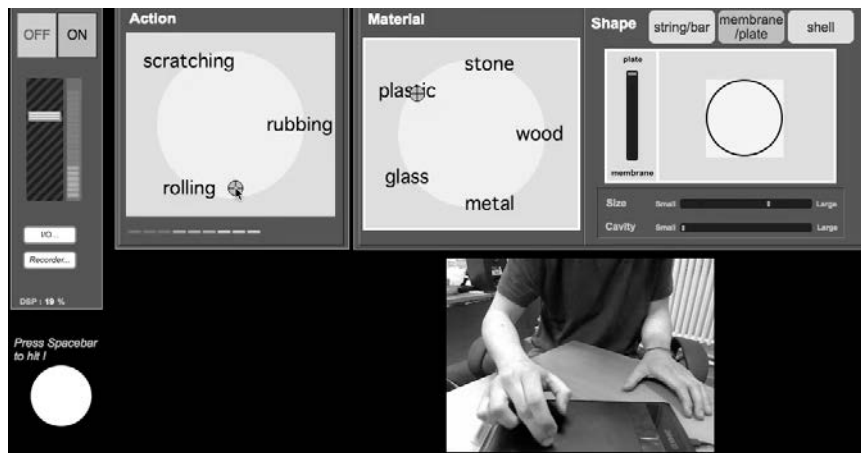 OFF ON
I/O...
Recorder...
DSP : 19 %
Press Spacebar
to hit !
Action
scratching
rubbing
rolling
Material
stone
plastic
wood
glass
metal
Shape
string/bar
membrane
/plate
shell
plate
membrane
Size Small Large
Cavity Small Large